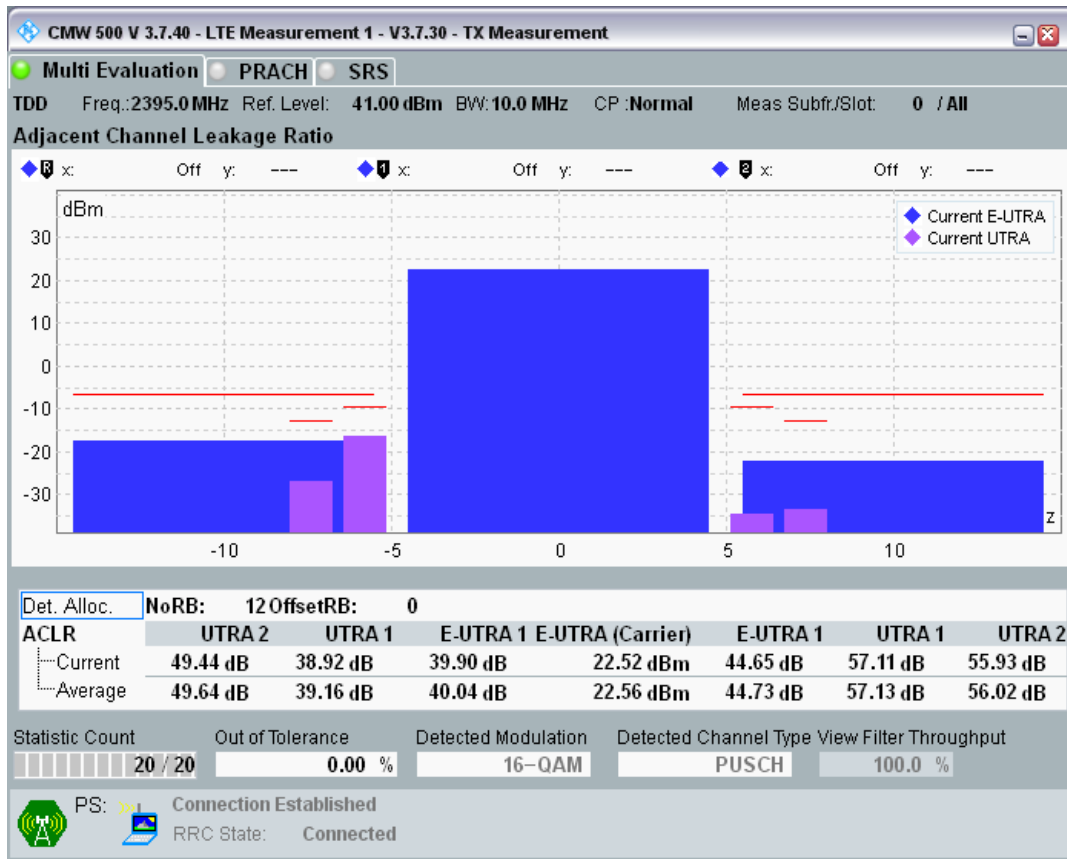 CMW 500 V 3.7.40 - LTE Measurement 1 - V3.7.30 - TX Measurement
Multi Evaluation PRACH SRS
TDD Freq.:2395.0 MHz Ref. Level: 41.00 dBm BW:10.0 MHz CP :Normal Meas Subfr./Slot: 0 / All
Adjacent Channel Leakage Ratio
R x: Off y: --- 1 x: Off y: --- 2 x: Off y: ---
dBm
Current E-UTRA
Current UTRA
30
20
10
0
-10
-20
-30
z
-10 -5 0 5 10
Det. Alloc. NoRB: 12 OffsetRB: 0
ACLR UTRA 2 UTRA 1 E-UTRA 1 E-UTRA (Carrier) E-UTRA 1 UTRA 1 UTRA 2
Current 49.44 dB 38.92 dB 39.90 dB 22.52 dBm 44.65 dB 57.11 dB 55.93 dB
Average 49.64 dB 39.16 dB 40.04 dB 22.56 dBm 44.73 dB 57.13 dB 56.02 dB
Statistic Count Out of Tolerance Detected Modulation Detected Channel Type View Filter Throughput
20 / 20 0.00 % 16-QAM PUSCH 100.0 %
PS: Connection Established
RRC State: Connected